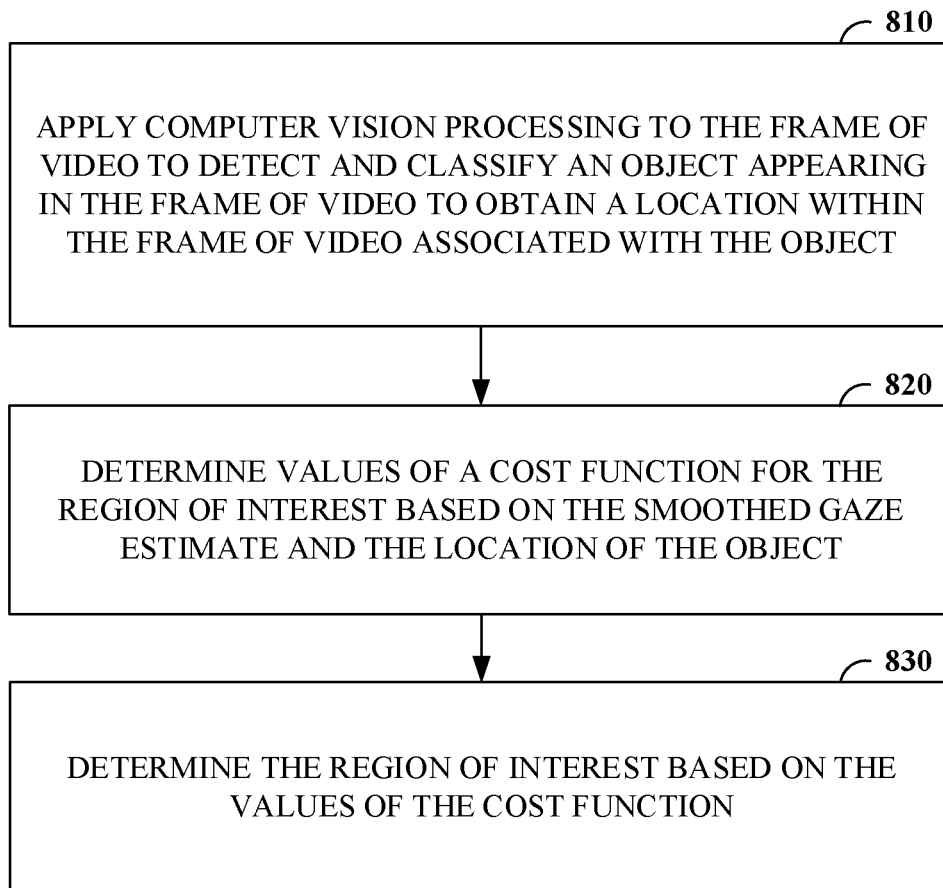 810
APPLY COMPUTER VISION PROCESSING TO THE FRAME OF
VIDEO TO DETECT AND CLASSIFY AN OBJECT APPEARING
IN THE FRAME OF VIDEO TO OBTAIN A LOCATION WITHIN
THE FRAME OF VIDEO ASSOCIATED WITH THE OBJECT
820
DETERMINE VALUES OF A COST FUNCTION FOR THE
REGION OF INTEREST BASED ON THE SMOOTHED GAZE
ESTIMATE AND THE LOCATION OF THE OBJECT
830
DETERMINE THE REGION OF INTEREST BASED ON THE
VALUES OF THE COST FUNCTION